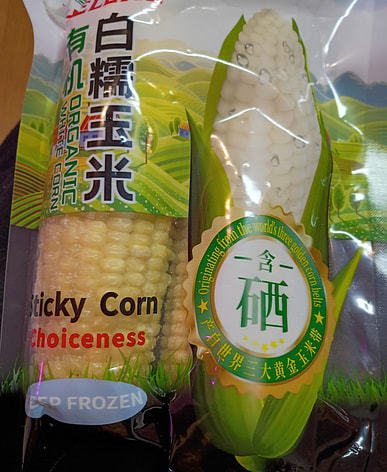 白糯玉米
有机
ORGANIC
WHITE CORN
Originating from the world's three golden corn belts
含
硒
产自世界三大黄金玉米带
Sticky Corn
Choiceness
DEEP FROZEN